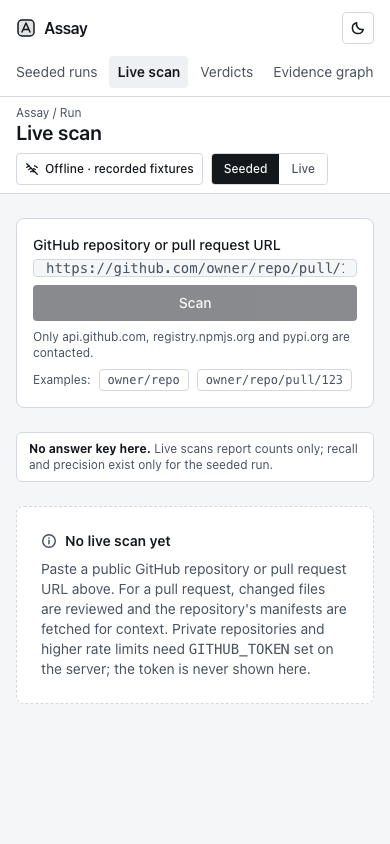 Assay
Seeded runs Live scan Verdicts Evidence graph
Assay / Run
Live scan
Offline · recorded fixtures Seeded Live
GitHub repository or pull request URL
https://github.com/owner/repo/pull/
Scan
Only api.github.com, registry.npmjs.org and pypi.org are
contacted.
Examples: owner/repo owner/repo/pull/123
No answer key here. Live scans report counts only; recall
and precision exist only for the seeded run.
No live scan yet
Paste a public GitHub repository or pull request
URL above. For a pull request, changed files
are reviewed and the repository's manifests are
fetched for context. Private repositories and
higher rate limits need GITHUB_TOKEN set on
the server; the token is never shown here.